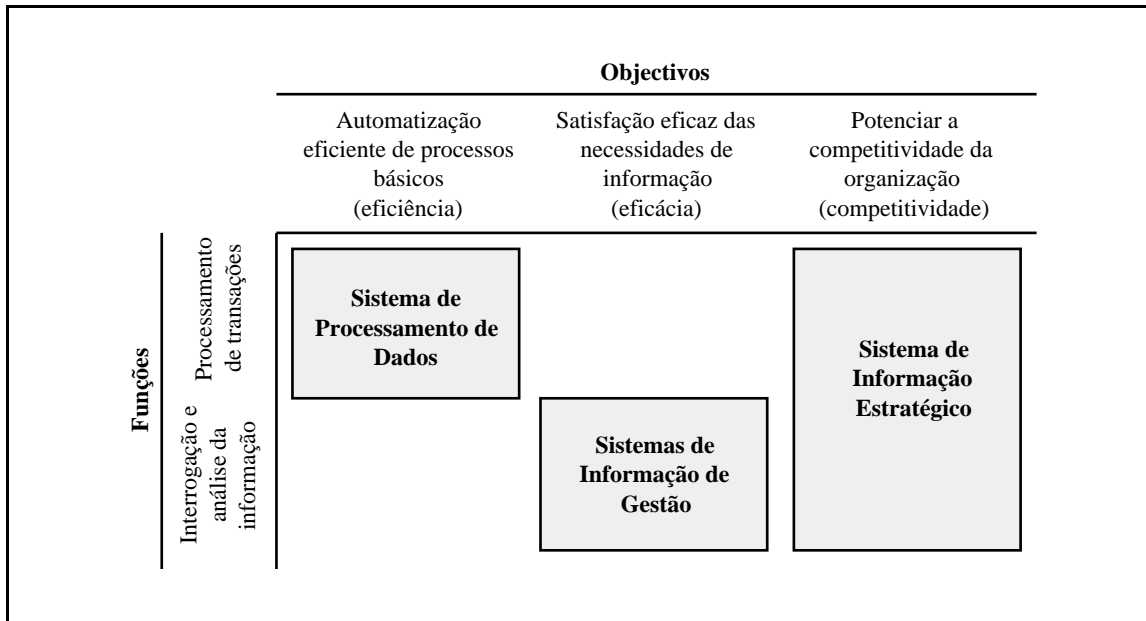 Objectivos
Automatização
eficiente de processos
básicos
(eficiência)
Satisfação eficaz das
necessidades de
informação
(eficácia)
Potenciar a
competitividade da
organização
(competitividade)
Funções
Processamento
de transações
Interrogação e
análise da
informação
Sistema de
Processamento de
Dados
Sistemas de
Informação de
Gestão
Sistema de
Informação
Estratégico